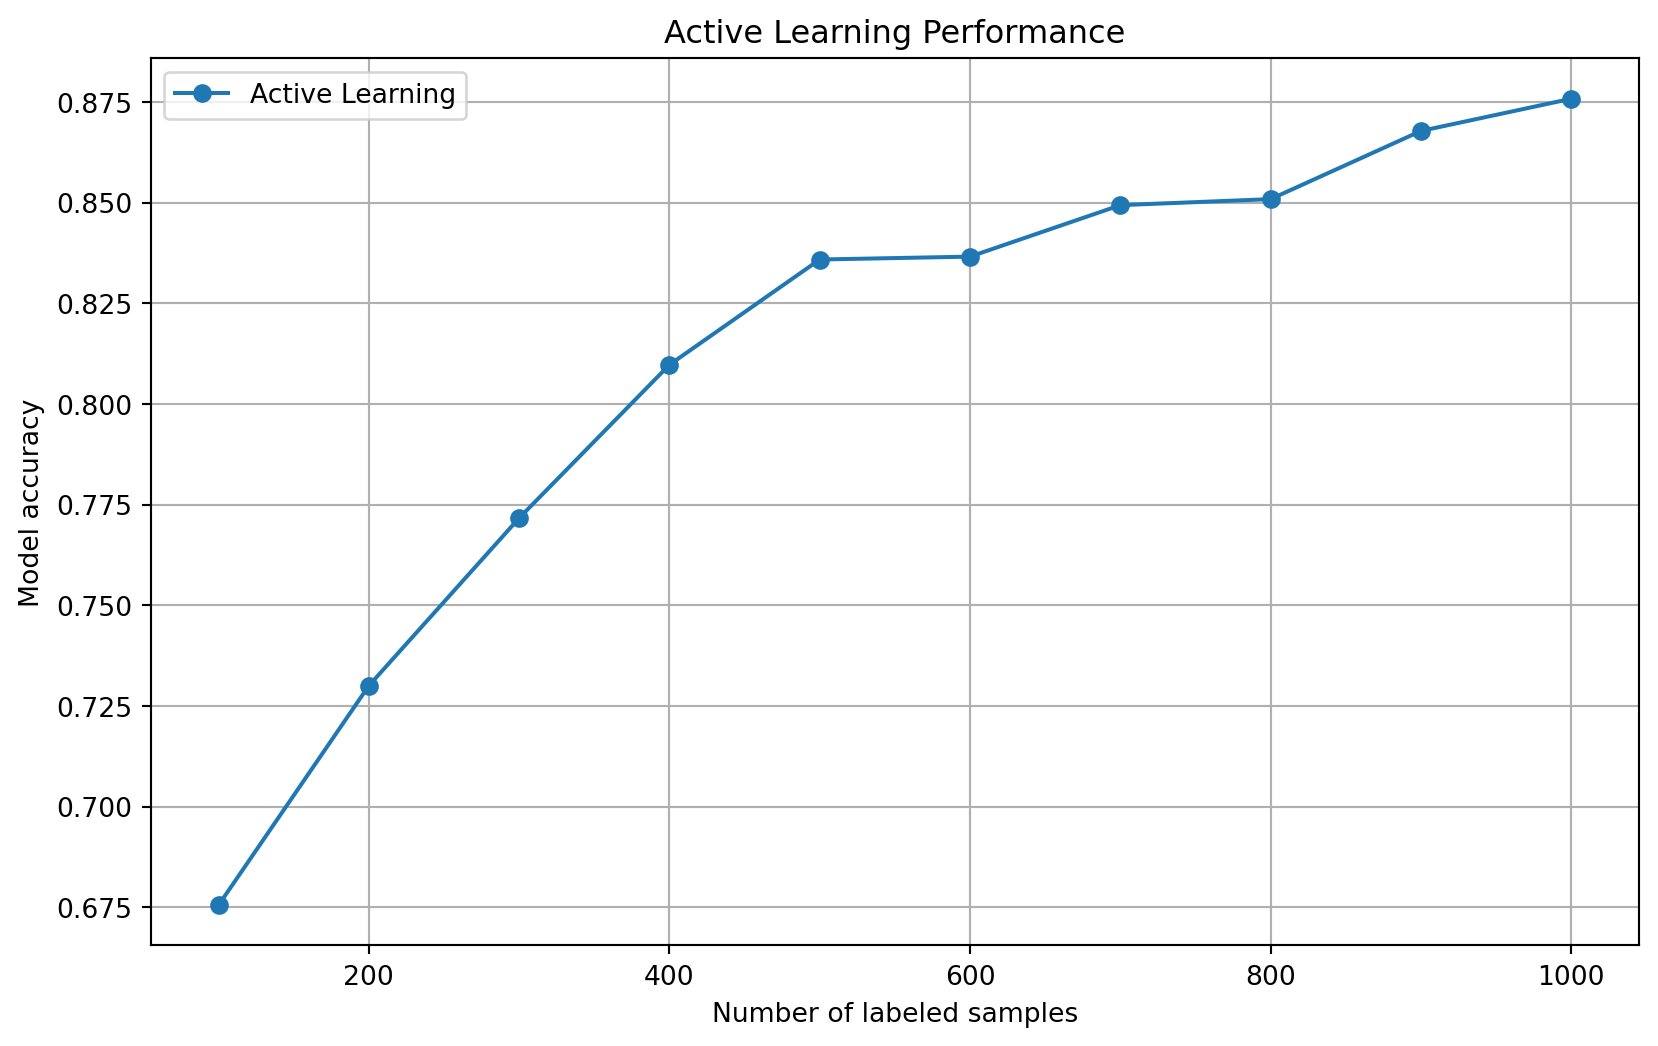 Active Learning Performance
Active Learning
0.875
0.850
0.825
0.800
0.775
0.750
0.725
0.700
0.675
Model accuracy
200 400 600 800 1000
Number of labeled samples